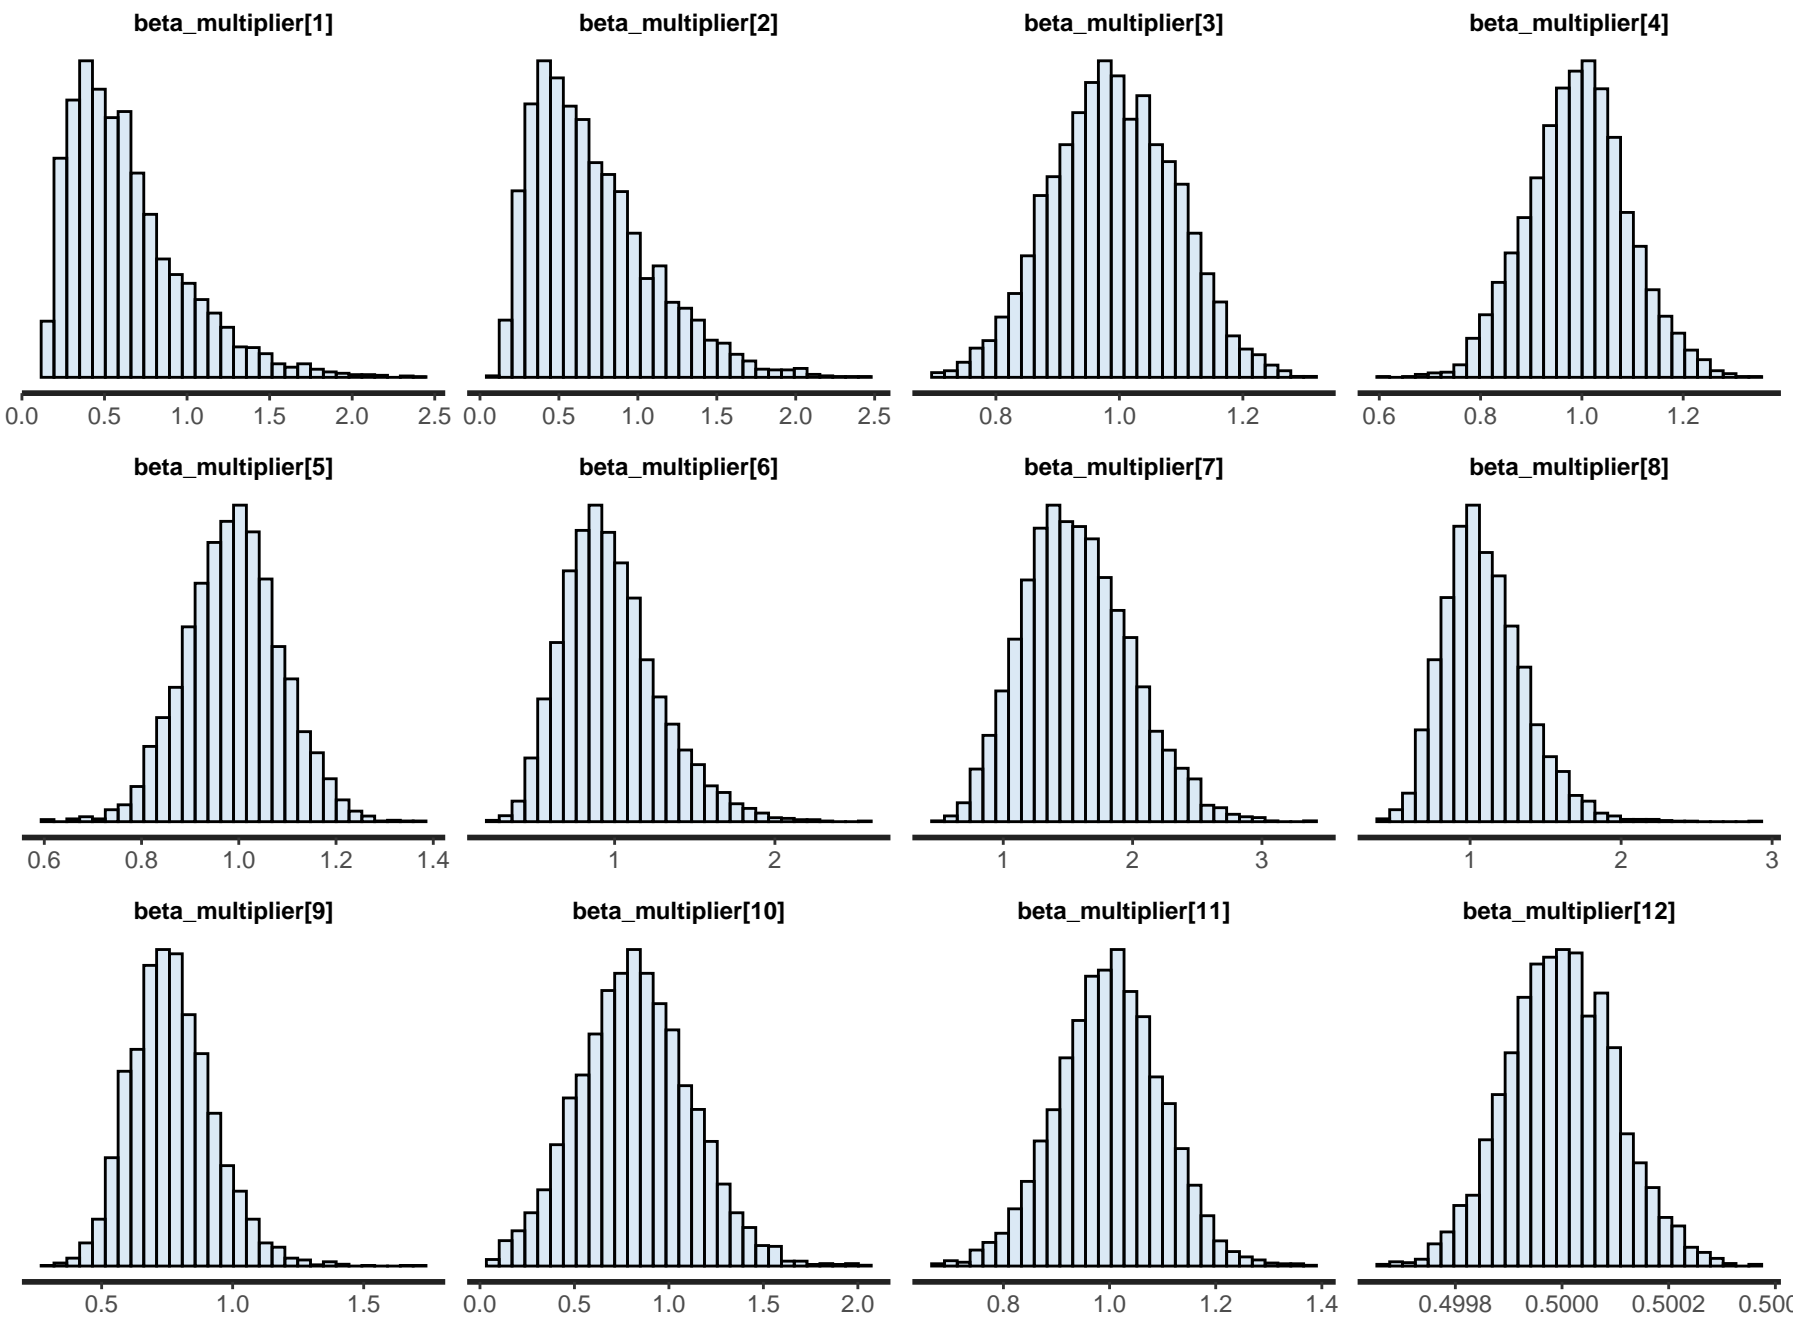 beta_multiplier[1] beta_multiplier[2] beta_multiplier[3] beta_multiplier[4]
0.0 0.5 1.0 1.5 2.0 2.5 0.0 0.5 1.0 1.5 2.0 2.5 0.8 1.0 1.2 0.6 0.8 1.0 1.2
beta_multiplier[5] beta_multiplier[6] beta_multiplier[7] beta_multiplier[8]
0.6 0.8 1.0 1.2 1.4 1 2 1 2 3 1 2 3
beta_multiplier[9] beta_multiplier[10] beta_multiplier[11] beta_multiplier[12]
0.5 1.0 1.5 0.0 0.5 1.0 1.5 2.0 0.8 1.0 1.2 1.4 0.4998 0.5000 0.5002